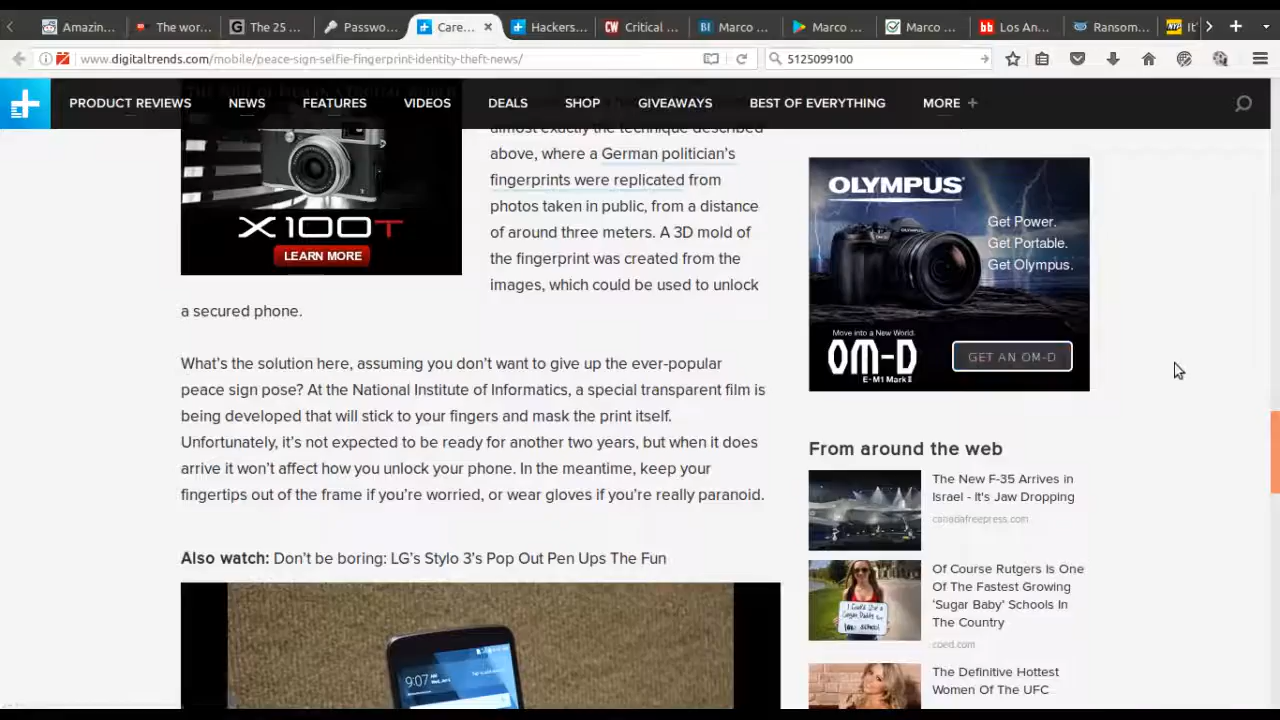 Amazin...
The wor...
The 25 ...
Passwo...
Care...
Hackers...
Critical ...
Marco ...
Marco ...
Marco ...
Los An...
Ransom...
It'
www.digitaltrends.com/mobile/peace-sign-selfie-fingerprint-identity-theft-news/
5125099100
PRODUCT REVIEWS
NEWS
FEATURES
VIDEOS
DEALS
SHOP
GIVEAWAYS
BEST OF EVERYTHING
MORE +
X100T
LEARN MORE
almost exactly the technique described
above, where a German politician's
fingerprints were replicated from
photos taken in public, from a distance
of around three meters. A 3D mold of
the fingerprint was created from the
images, which could be used to unlock
a secured phone.
What's the solution here, assuming you don't want to give up the ever-popular
peace sign pose? At the National Institute of Informatics, a special transparent film is
being developed that will stick to your fingers and mask the print itself.
Unfortunately, it's not expected to be ready for another two years, but when it does
arrive it won't affect how you unlock your phone. In the meantime, keep your
fingertips out of the frame if you're worried, or wear gloves if you're really paranoid.
Also watch: Don't be boring: LG's Stylo 3's Pop Out Pen Ups The Fun
9:07 AM
OLYMPUS
Get Power.
Get Portable.
Get Olympus.
Move into a New World.
OM-D
E-M1 Mark II
GET AN OM-D
From around the web
The New F-35 Arrives in
Israel - It's Jaw Dropping
canadafreepress.com
Of Course Rutgers Is One
Of The Fastest Growing
'Sugar Baby' Schools In
The Country
coed.com
The Definitive Hottest
Women Of The UFC